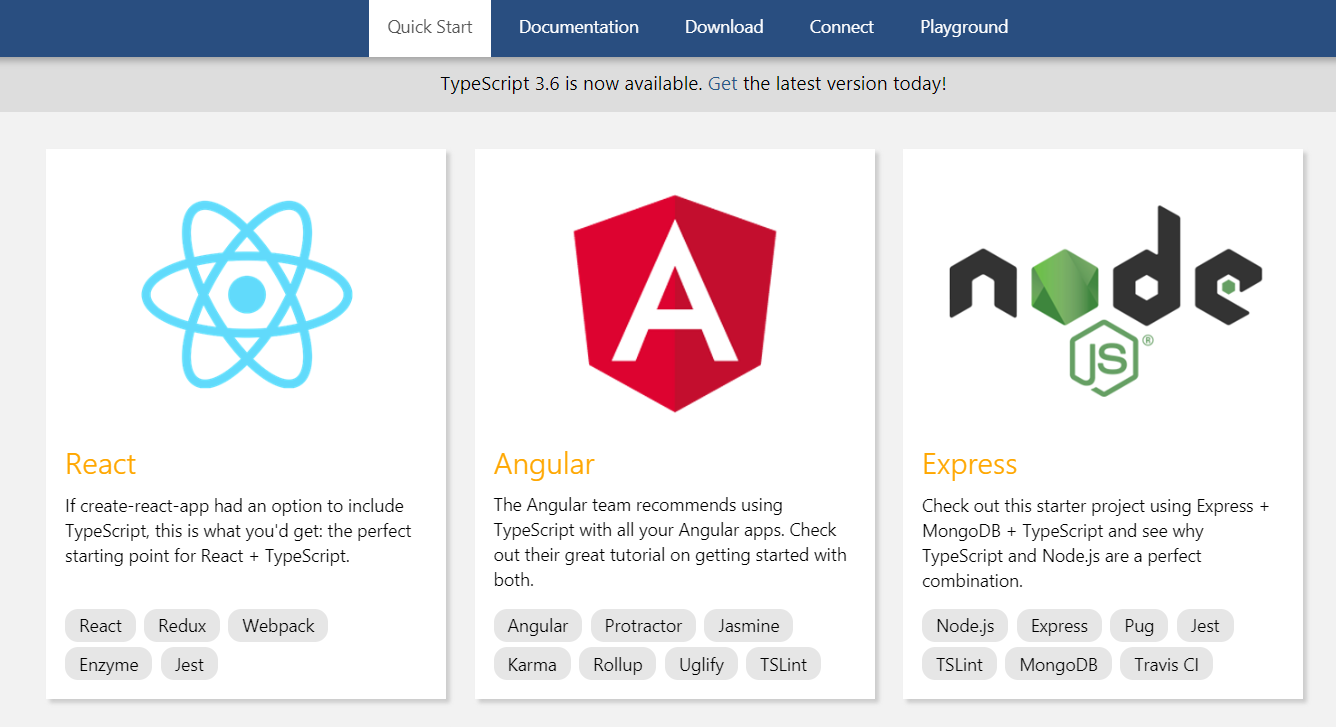 Quick Start Documentation Download Connect Playground
TypeScript 3.6 is now available. Get the latest version today!
A
node
JS®
React
If create-react-app had an option to include
TypeScript, this is what you'd get: the perfect
starting point for React + TypeScript.
React Redux Webpack
Enzyme Jest
Angular
The Angular team recommends using
TypeScript with all your Angular apps. Check
out their great tutorial on getting started with
both.
Angular Protractor Jasmine
Karma Rollup Uglify TSLint
Express
Check out this starter project using Express +
MongoDB + TypeScript and see why
TypeScript and Node.js are a perfect
combination.
Node.js Express Pug Jest
TSLint MongoDB Travis CI